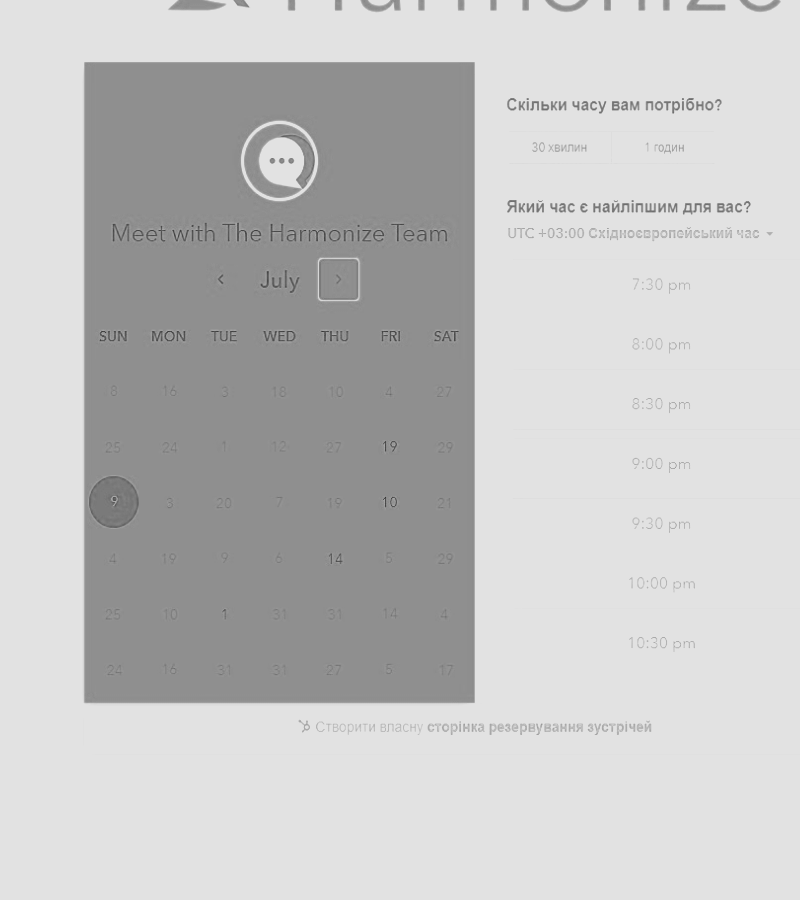 Harmonize
Meet with The Harmonize Team
July
SUN MON TUE WED THU FRI SAT
8 16 3 18 10 4 27
25 24 1 12 27 19 29
9 3 20 7 19 10 21
4 19 9 6 14 5 29
25 10 1 31 31 14 4
24 16 31 31 27 5 17
Скільки часу вам потрібно?
30 хвилин 1 годин
Який час є найліпшим для вас?
UTC +03:00 Східноєвропейський час
7:30 pm
8:00 pm
8:30 pm
9:00 pm
9:30 pm
10:00 pm
10:30 pm
Створити власну сторінка резервування зустрічей